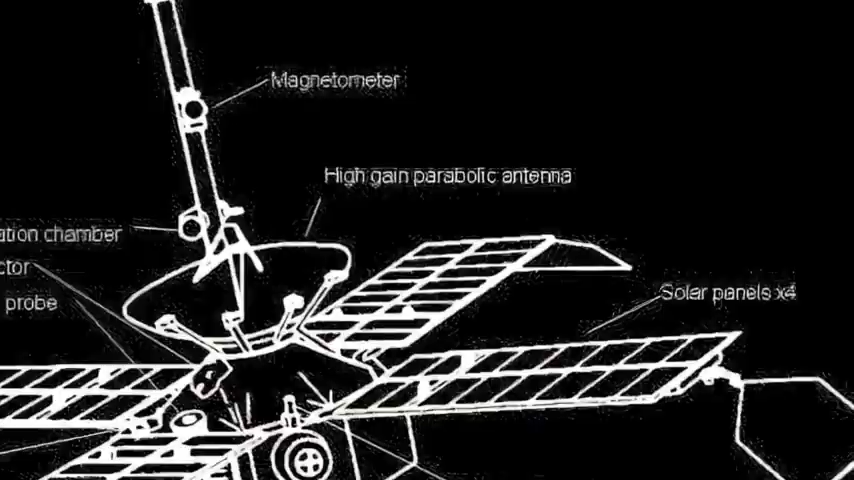 Magnetometer
High gain parabolic antenna
ation chamber
ctor
probe
Solar panels x4